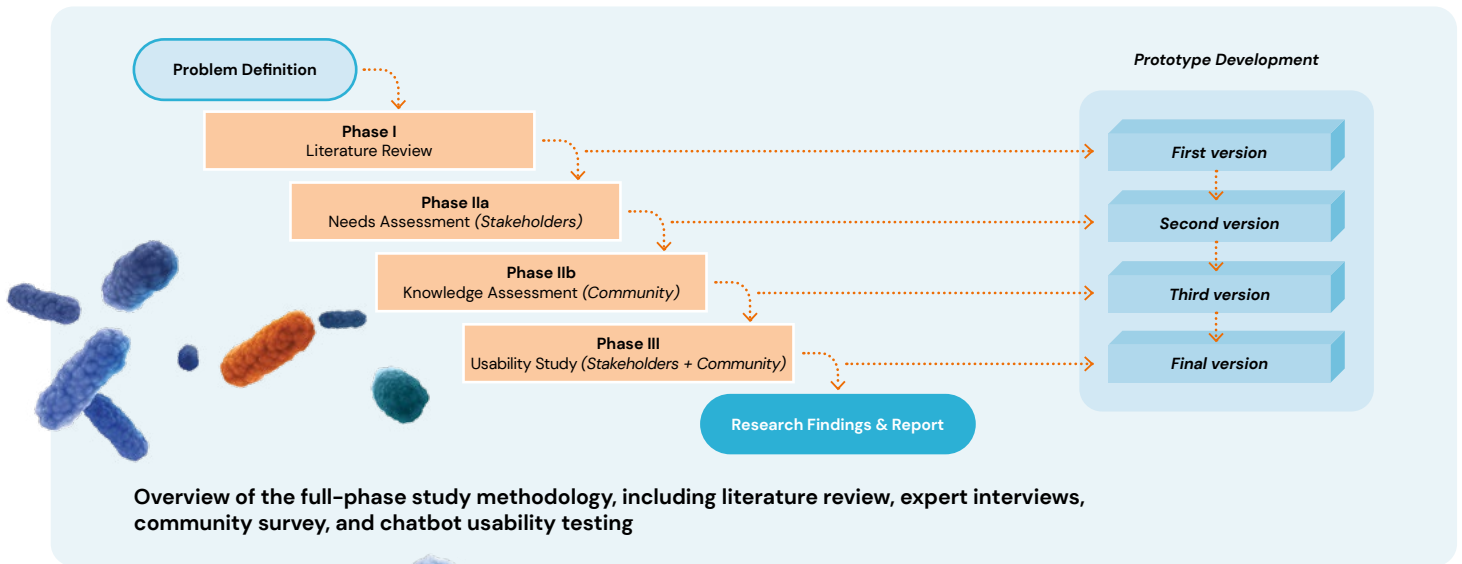 Problem Definition
Phase I
Literature Review
Phase IIa
Needs Assessment (Stakeholders)
Phase IIb
Knowledge Assessment (Community)
Phase III
Usability Study (Stakeholders + Community)
Research Findings & Report
Prototype Development
First version
Second version
Third version
Final version
Overview of the full-phase study methodology, including literature review, expert interviews,
community survey, and chatbot usability testing